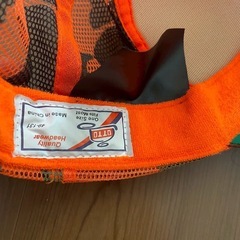 OTTO
One Size
Fits Most
Made in China
Quality
Headwear